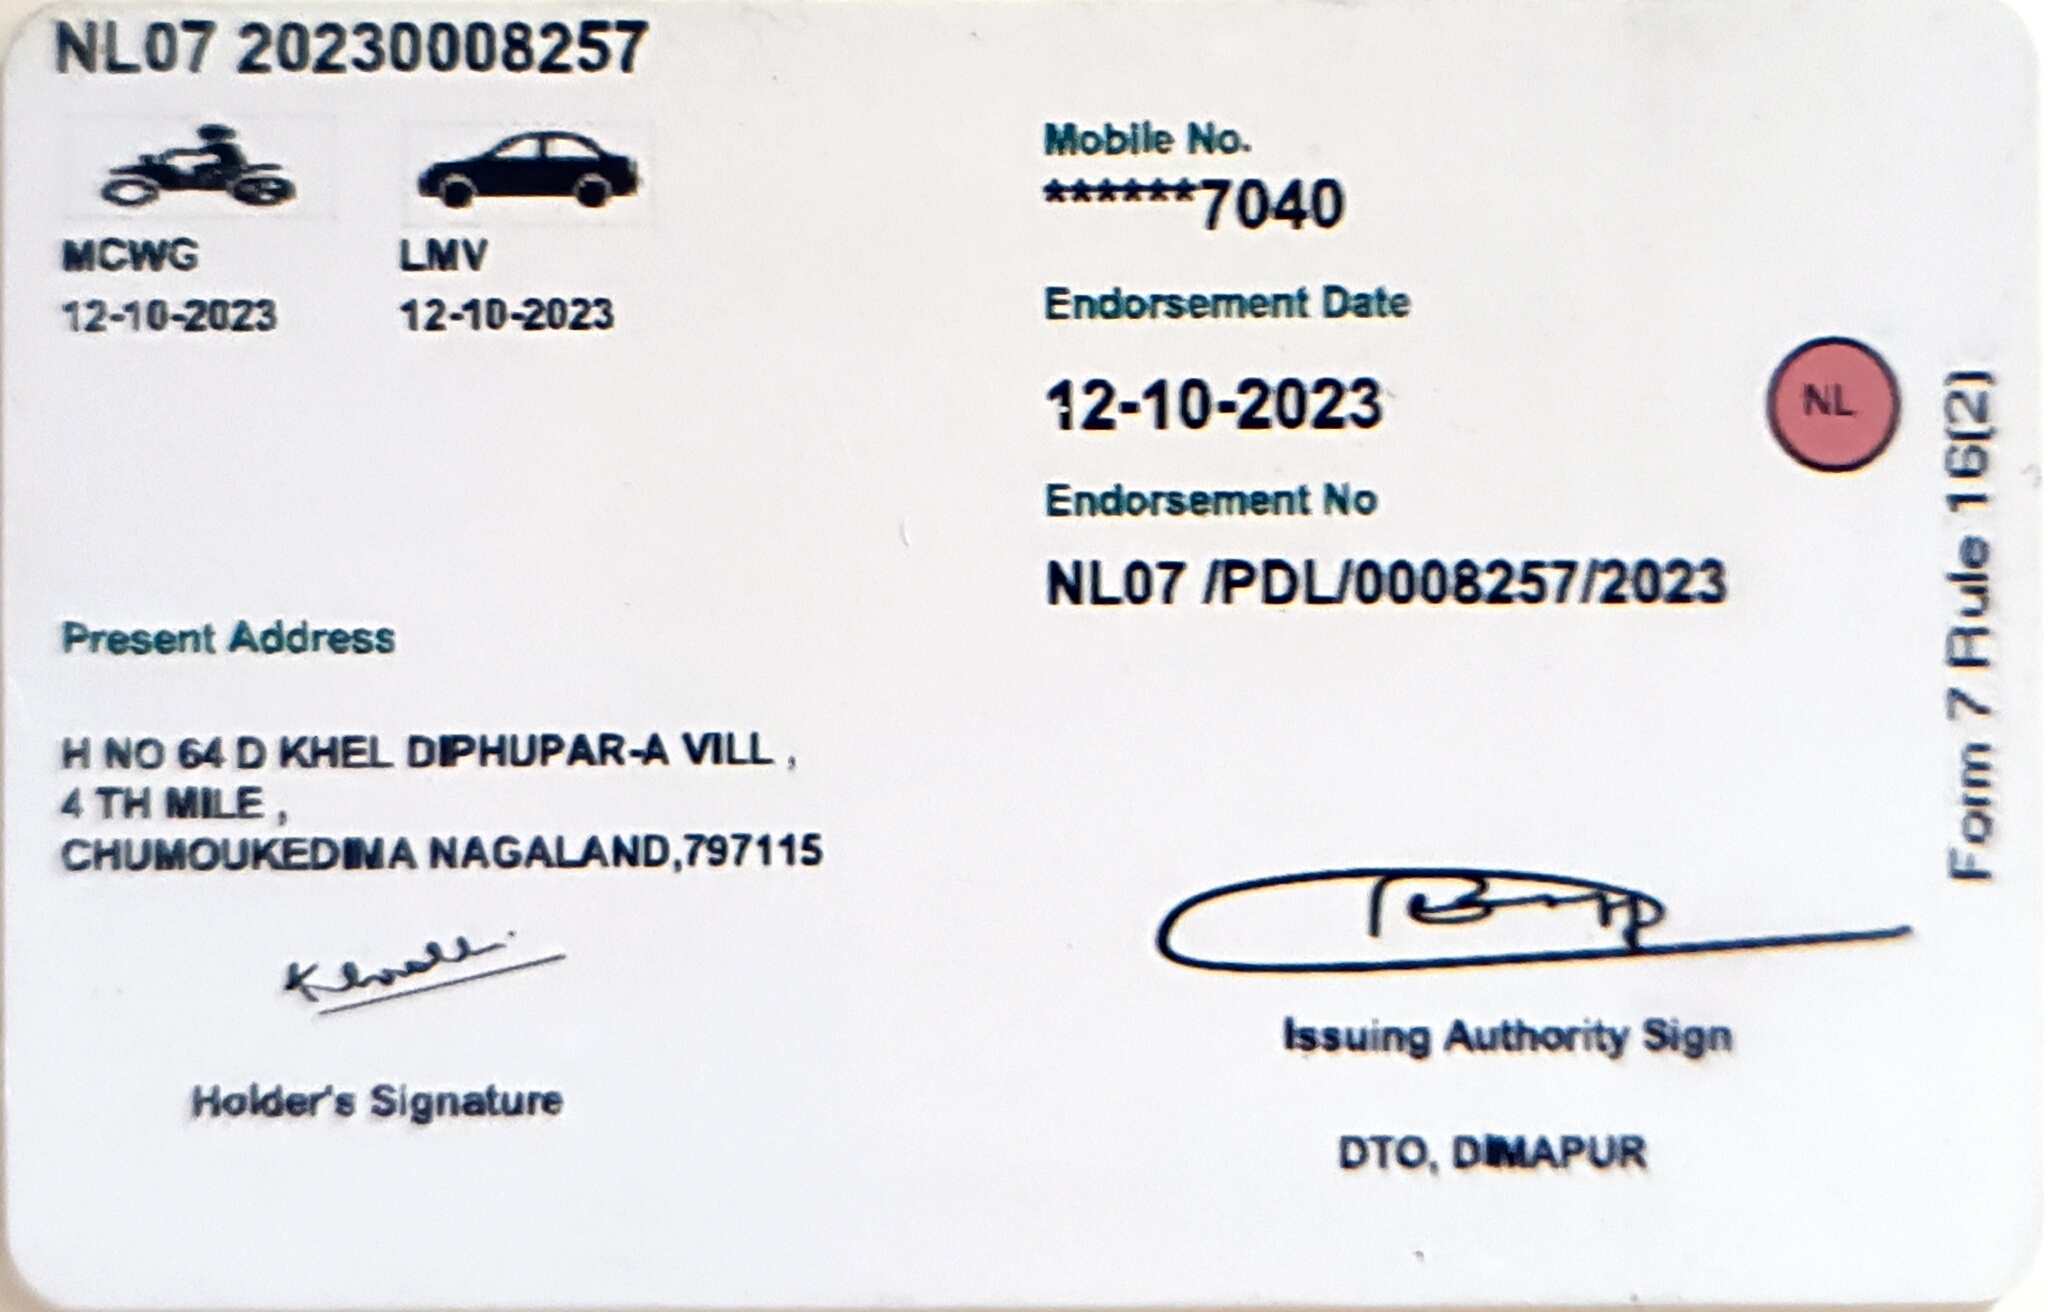 NL07 20230008257
MCWG LMV
12-10-2023 12-10-2023
Mobile No.
******7040
Endorsement Date
12-10-2023
Endorsement No
NL07 /PDL/0008257/2023
NL
Form 7 Rule 16(2)
Present Address
H NO 64 D KHEL DIPHUPAR-A VILL ,
4 TH MILE ,
CHUMOUKEDIMA NAGALAND,797115
Holder's Signature
Issuing Authority Sign
DTO, DIMAPUR